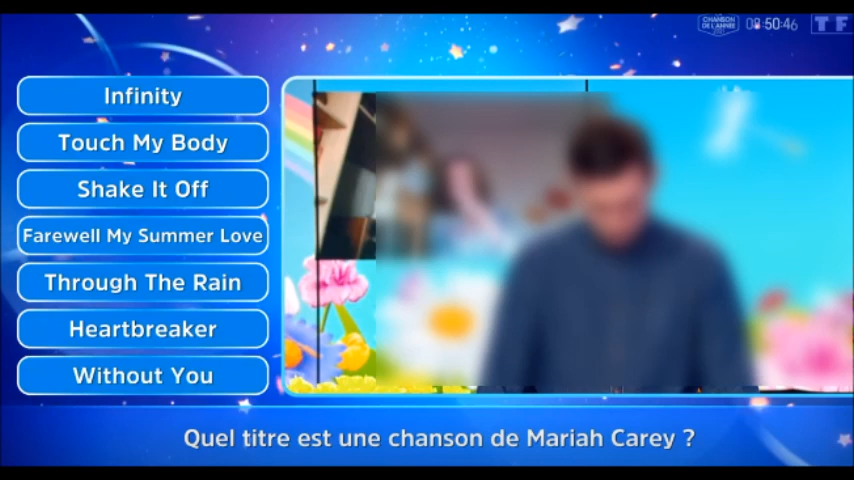 CHANSON
DE L'ANNÉE
50:46
TF
Infinity
Touch My Body
Shake It Off
Farewell My Summer Love
Through The Rain
Heartbreaker
Without You
Quel titre est une chanson de Mariah Carey ?